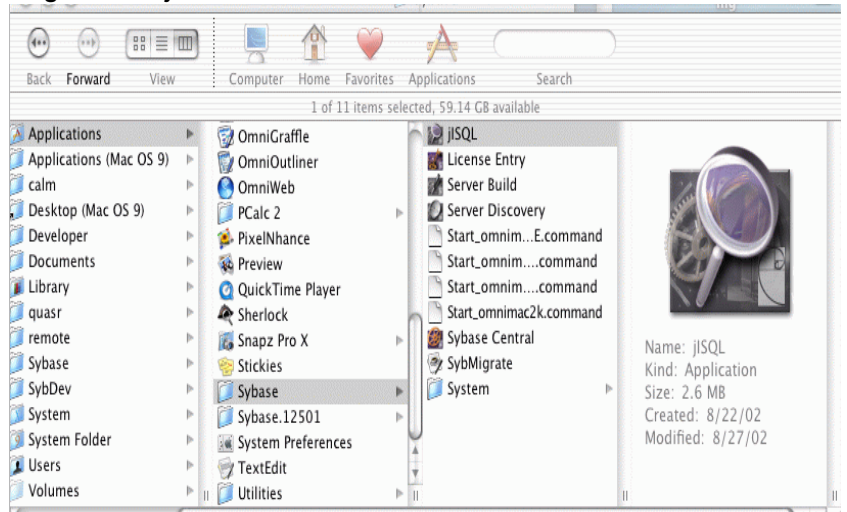 Back Forward View Computer Home Favorites Applications Search
1 of 11 items selected, 59.14 GB available
Applications
Applications (Mac OS 9)
calm
Desktop (Mac OS 9)
Developer
Documents
Library
quasr
remote
Sybase
SybDev
System
System Folder
Users
Volumes
OmniGraffle
OmniOutliner
OmniWeb
PCalc 2
PixelNhance
Preview
QuickTime Player
Sherlock
Snapz Pro X
Stickies
Sybase
Sybase.12501
System Preferences
TextEdit
Utilities
jISQL
License Entry
Server Build
Server Discovery
Start_omnim...E.command
Start_omnim....command
Start_omnim....command
Start_omnimac2k.command
Sybase Central
SybMigrate
System
Name: jISQL
Kind: Application
Size: 2.6 MB
Created: 8/22/02
Modified: 8/27/02